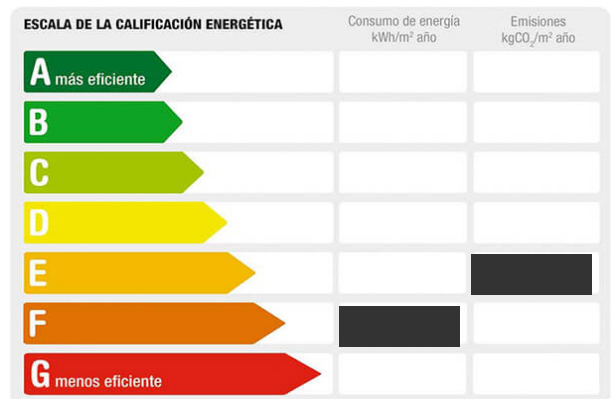 ESCALA DE LA CALIFICACIÓN ENERGÉTICA
Consumo de energía
kWh/m² año
Emisiones
kgCO₂/m² año
A más eficiente
B
C
D
E
F
G menos eficiente